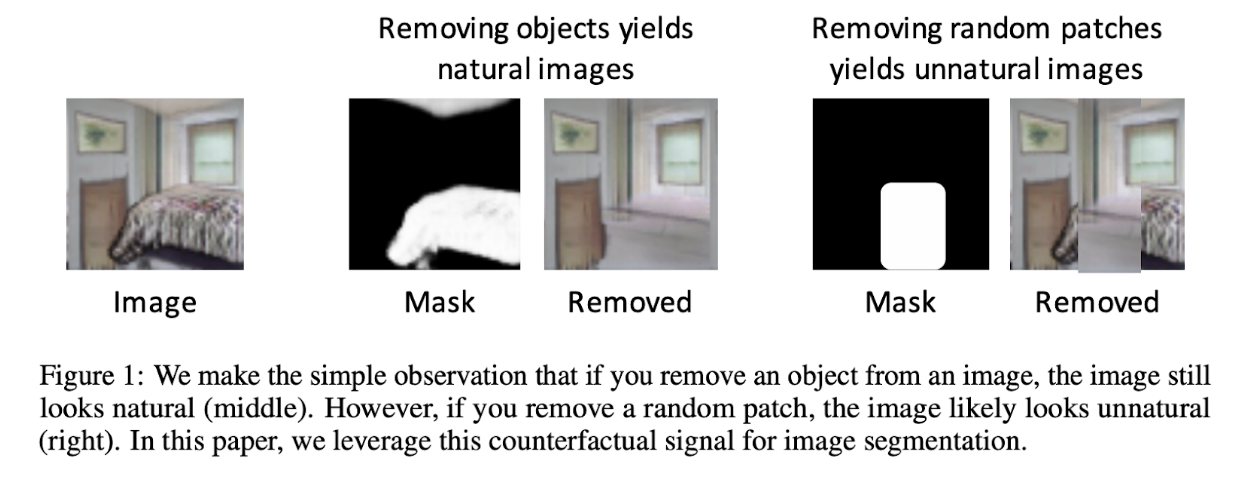 Removing objects yields
natural images
Removing random patches
yields unnatural images
Image
Mask
Removed
Mask
Removed
Figure 1: We make the simple observation that if you remove an object from an image, the image still
looks natural (middle). However, if you remove a random patch, the image likely looks unnatural
(right). In this paper, we leverage this counterfactual signal for image segmentation.